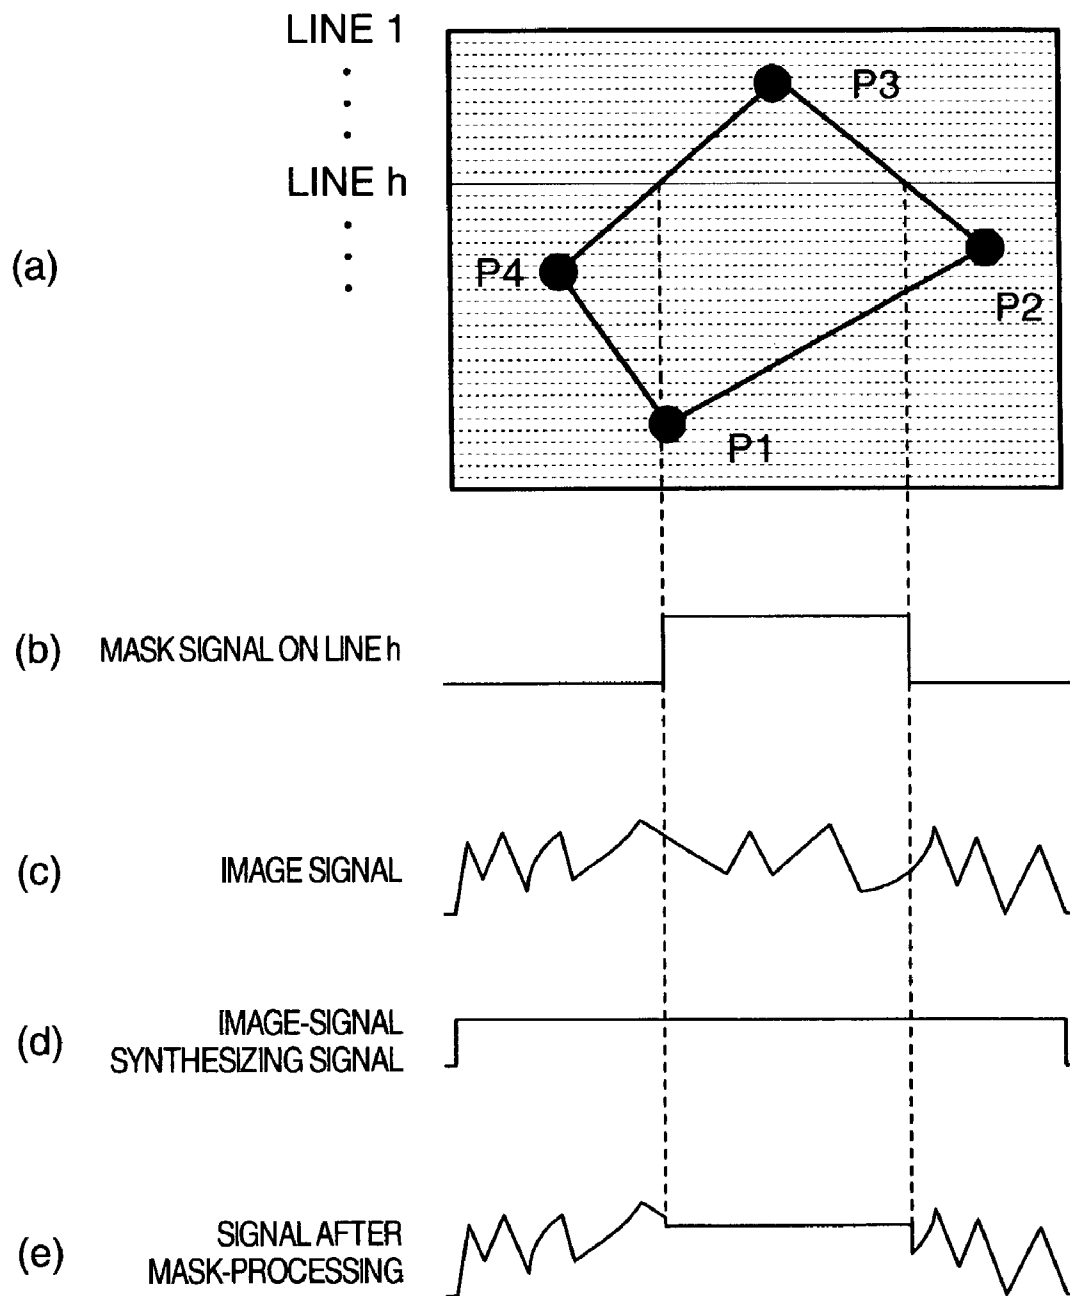 LINE 1
P3
LINE h
(a)
P4
P2
P1
(b) MASK SIGNAL ON LINE h
(c) IMAGE SIGNAL
(d) IMAGE-SIGNAL
SYNTHESIZING SIGNAL
(e) SIGNAL AFTER
MASK-PROCESSING